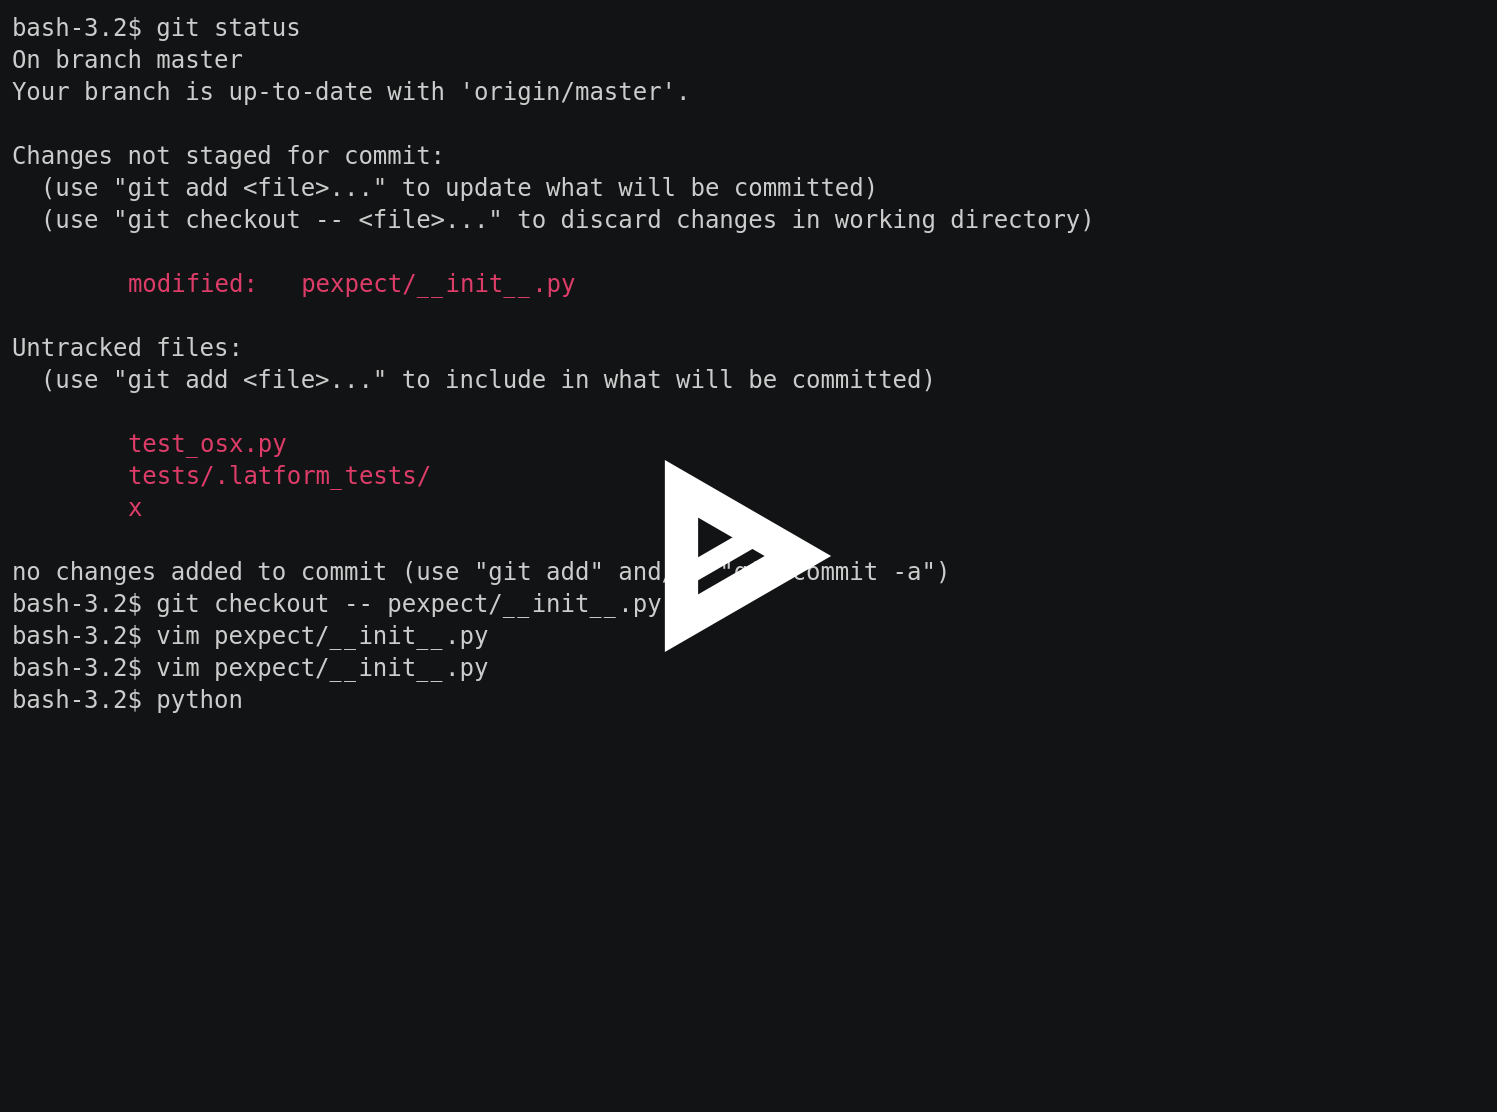 bash-3.2$ git status
On branch master
Your branch is up-to-date with 'origin/master'.
Changes not staged for commit:
  (use "git add <file>..." to update what will be committed)
  (use "git checkout -- <file>..." to discard changes in working directory)
        modified:   pexpect/__init__.py
Untracked files:
  (use "git add <file>..." to include in what will be committed)
        test_osx.py
        tests/.latform_tests/
        x
no changes added to commit (use "git add" and/ commit -a")
bash-3.2$ git checkout -- pexpect/__init__.py
bash-3.2$ vim pexpect/__init__.py
bash-3.2$ vim pexpect/__init__.py
bash-3.2$ python